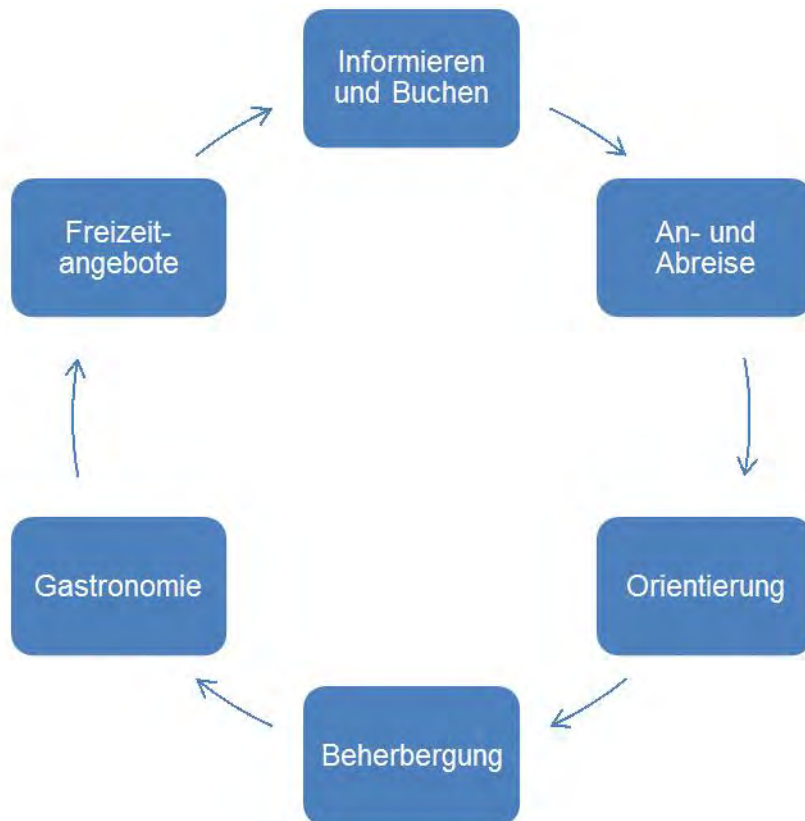 Informieren
und Buchen
An- und
Abreise
Orientierung
Beherbergung
Gastronomie
Freizeit-
angebote